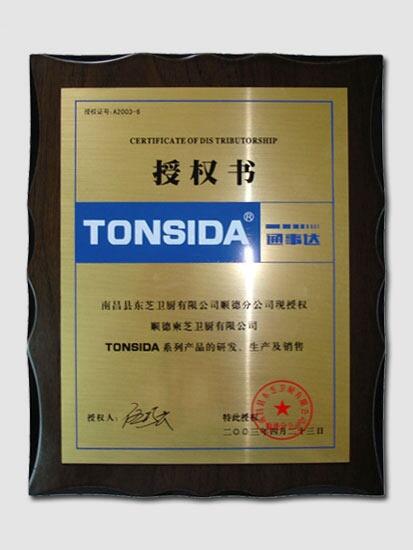 授权证号:A2003-6
CERTIFICATE OF DISTRIBUTORSHIP
授权书
TONSIDA® 通事达
南昌县东芝卫厨有限公司顺德分公司现授权
顺德柬芝卫厨有限公司
TONSIDA 系列产品的研发、生产及销售
授权人:
特此授权
二〇〇三年四月二十三日